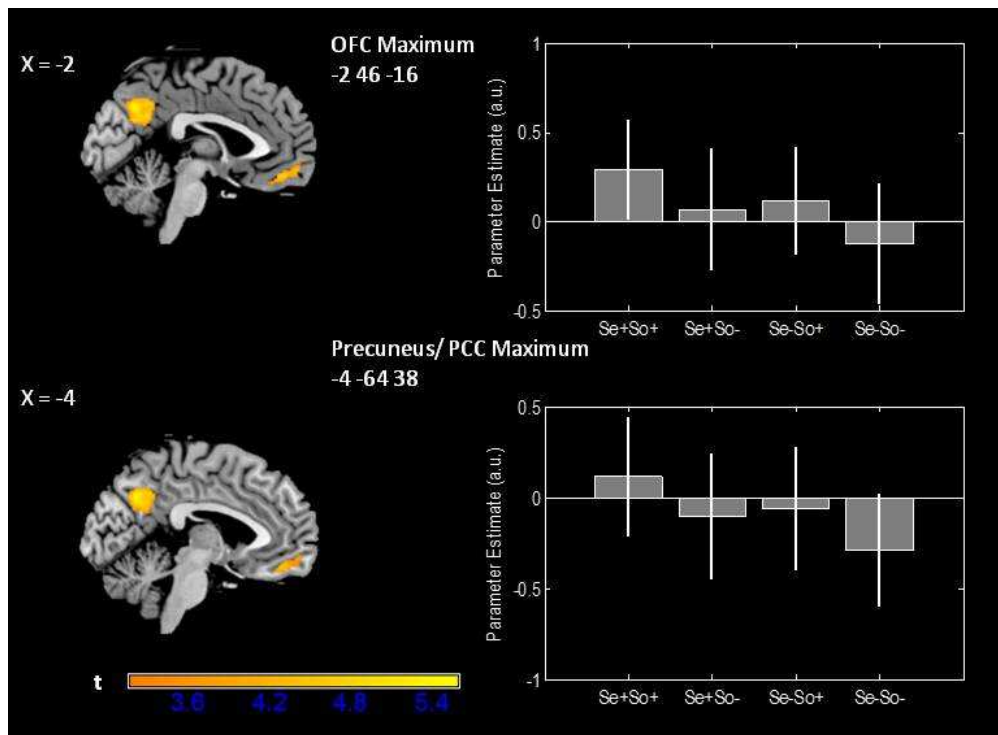 X = -2
OFC Maximum
-2 46 -16
Parameter Estimate (a.u.)
1
0.5
0
-0.5
Se+So+ Se+So- Se-So+ Se-So-
Precuneus/ PCC Maximum
-4 -64 38
X = -4
Parameter Estimate (a.u.)
0.5
0
-0.5
-1
Se+So+ Se+So- Se-So+ Se-So-
t
3.6 4.2 4.8 5.4